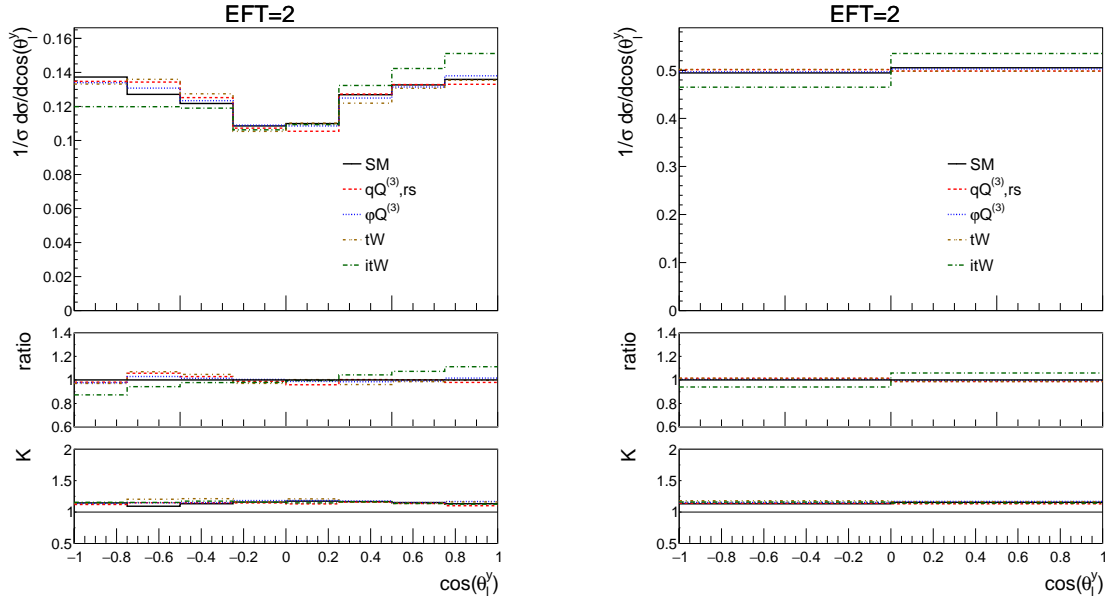 EFT=2
1/σ dσ/dcos(θ_l^y)
0.16
0.14
0.12
0.1
0.08
0.06
0.04
0.02
0
SM
qQ^(3),rs
φQ^(3)
tW
itW
ratio
1.4
1.2
1
0.8
0.6
K
2
1.5
1
0.5
−1 −0.8 −0.6 −0.4 −0.2 0 0.2 0.4 0.6 0.8 1
cos(θ_l^y)
EFT=2
1/σ dσ/dcos(θ_l^y)
0.5
0.4
0.3
0.2
0.1
0
SM
qQ^(3),rs
φQ^(3)
tW
itW
ratio
1.4
1.2
1
0.8
0.6
K
2
1.5
1
0.5
−1 −0.8 −0.6 −0.4 −0.2 0 0.2 0.4 0.6 0.8 1
cos(θ_l^y)